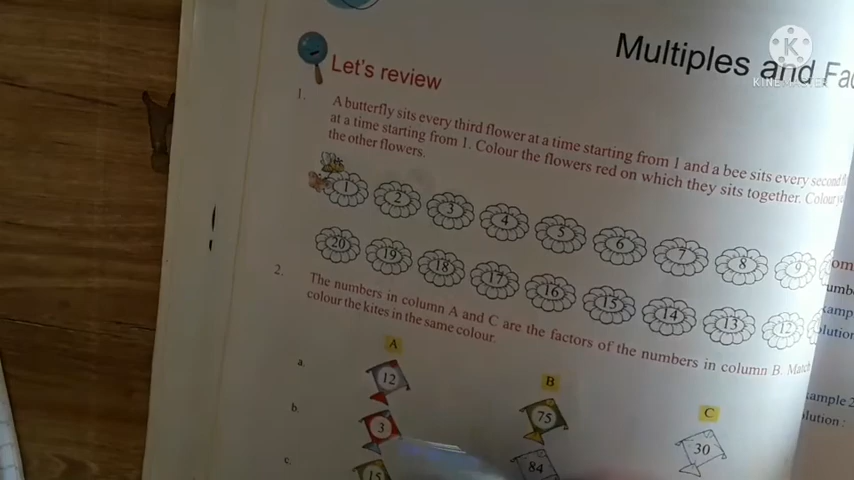 K
KINEMASTER
Multiples and Fa
Let's review
1. A butterfly sits every third flower at a time starting from 1 and a bee sits every second
at a time starting from 1. Colour the flowers red on which they sits together. Colour
the other flowers.
1 2 3 4 5 6 7 8 9
20 19 18 17 16 15 14 13 12
2. The numbers in column A and C are the factors of the numbers in column B. Match
colour the kites in the same colour.
A B C
a. 12 75 30
b. 3 84
c. 15